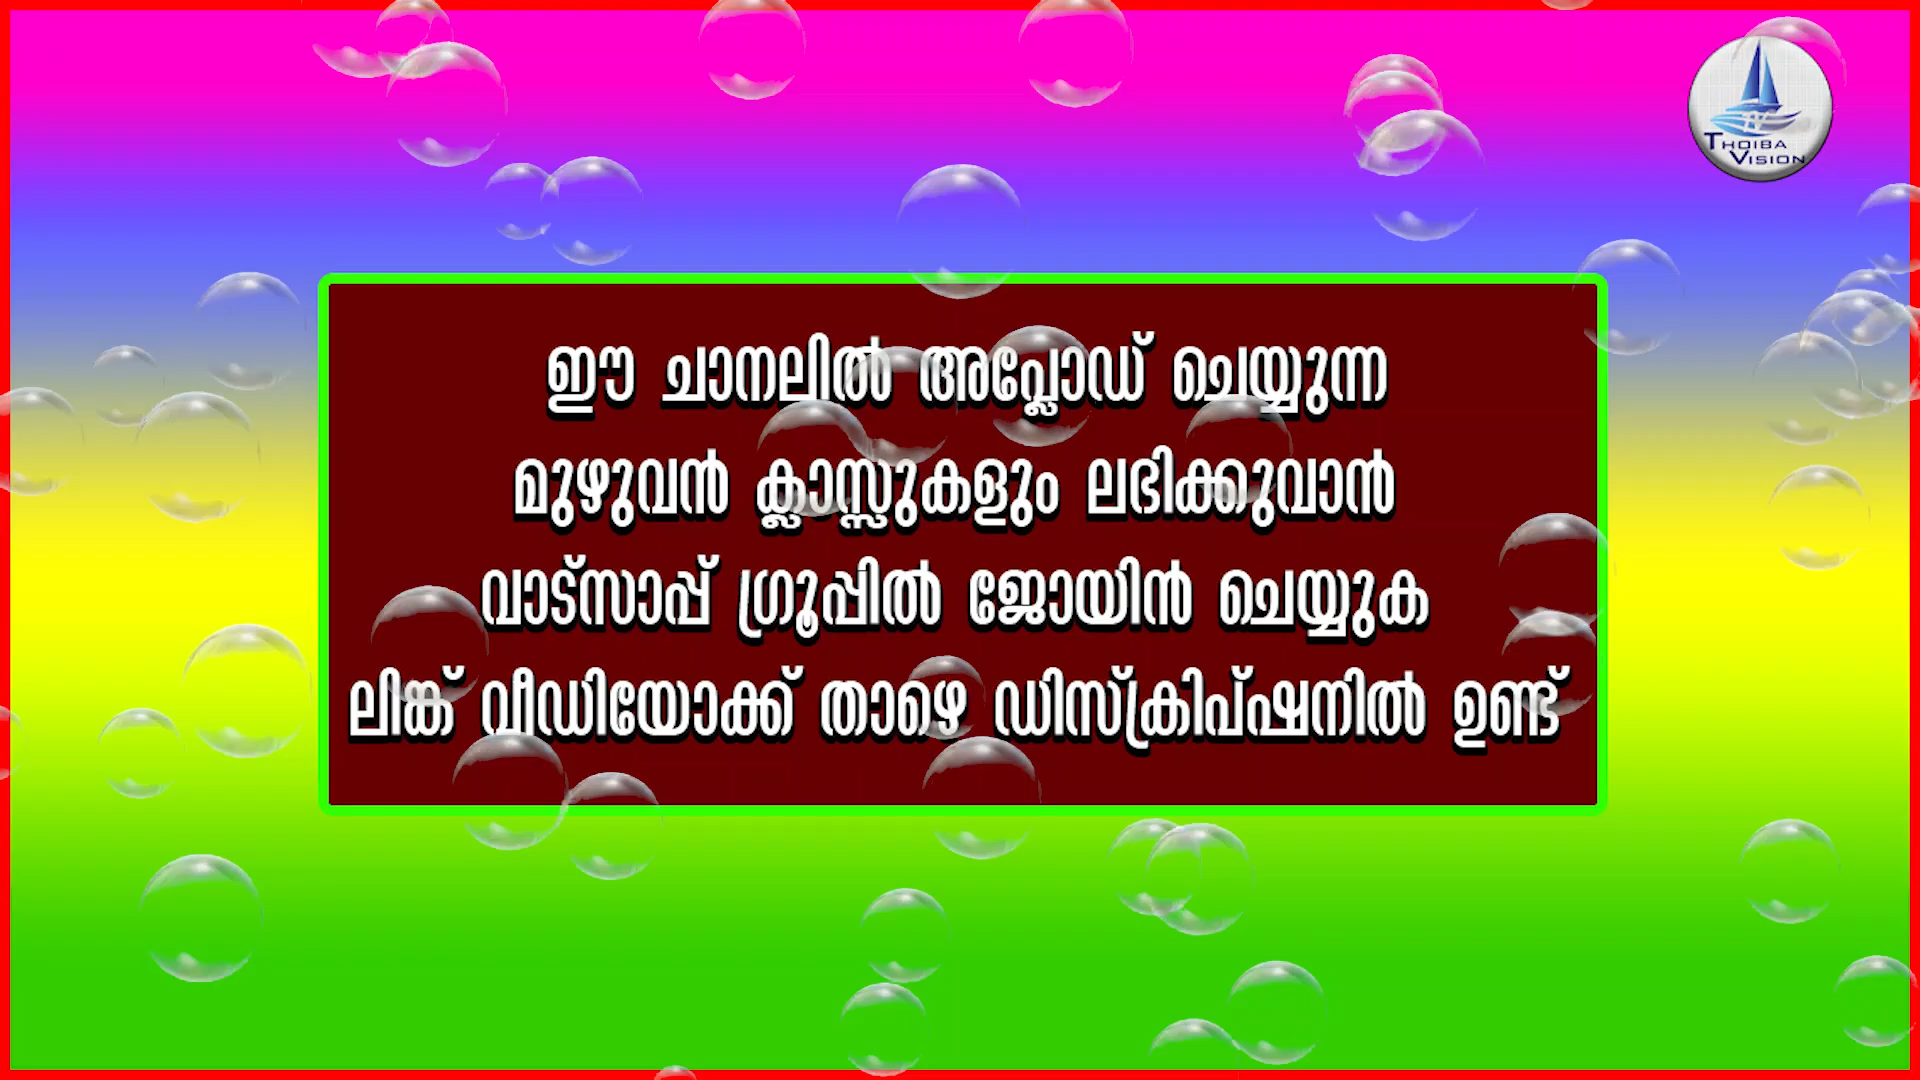 THOIBA
VISION
ഈ ചാനലിൽ അപ്ലോഡ് ചെയ്യുന്ന
മുഴുവൻ ക്ലാസ്സുകളും ലഭിക്കുവാൻ
വാട്സാപ്പ് ഗ്രൂപ്പിൽ ജോയിൻ ചെയ്യുക
ലിങ്ക് വീഡിയോക്ക് താഴെ ഡിസ്ക്രിപ്ഷനിൽ ഉണ്ട്